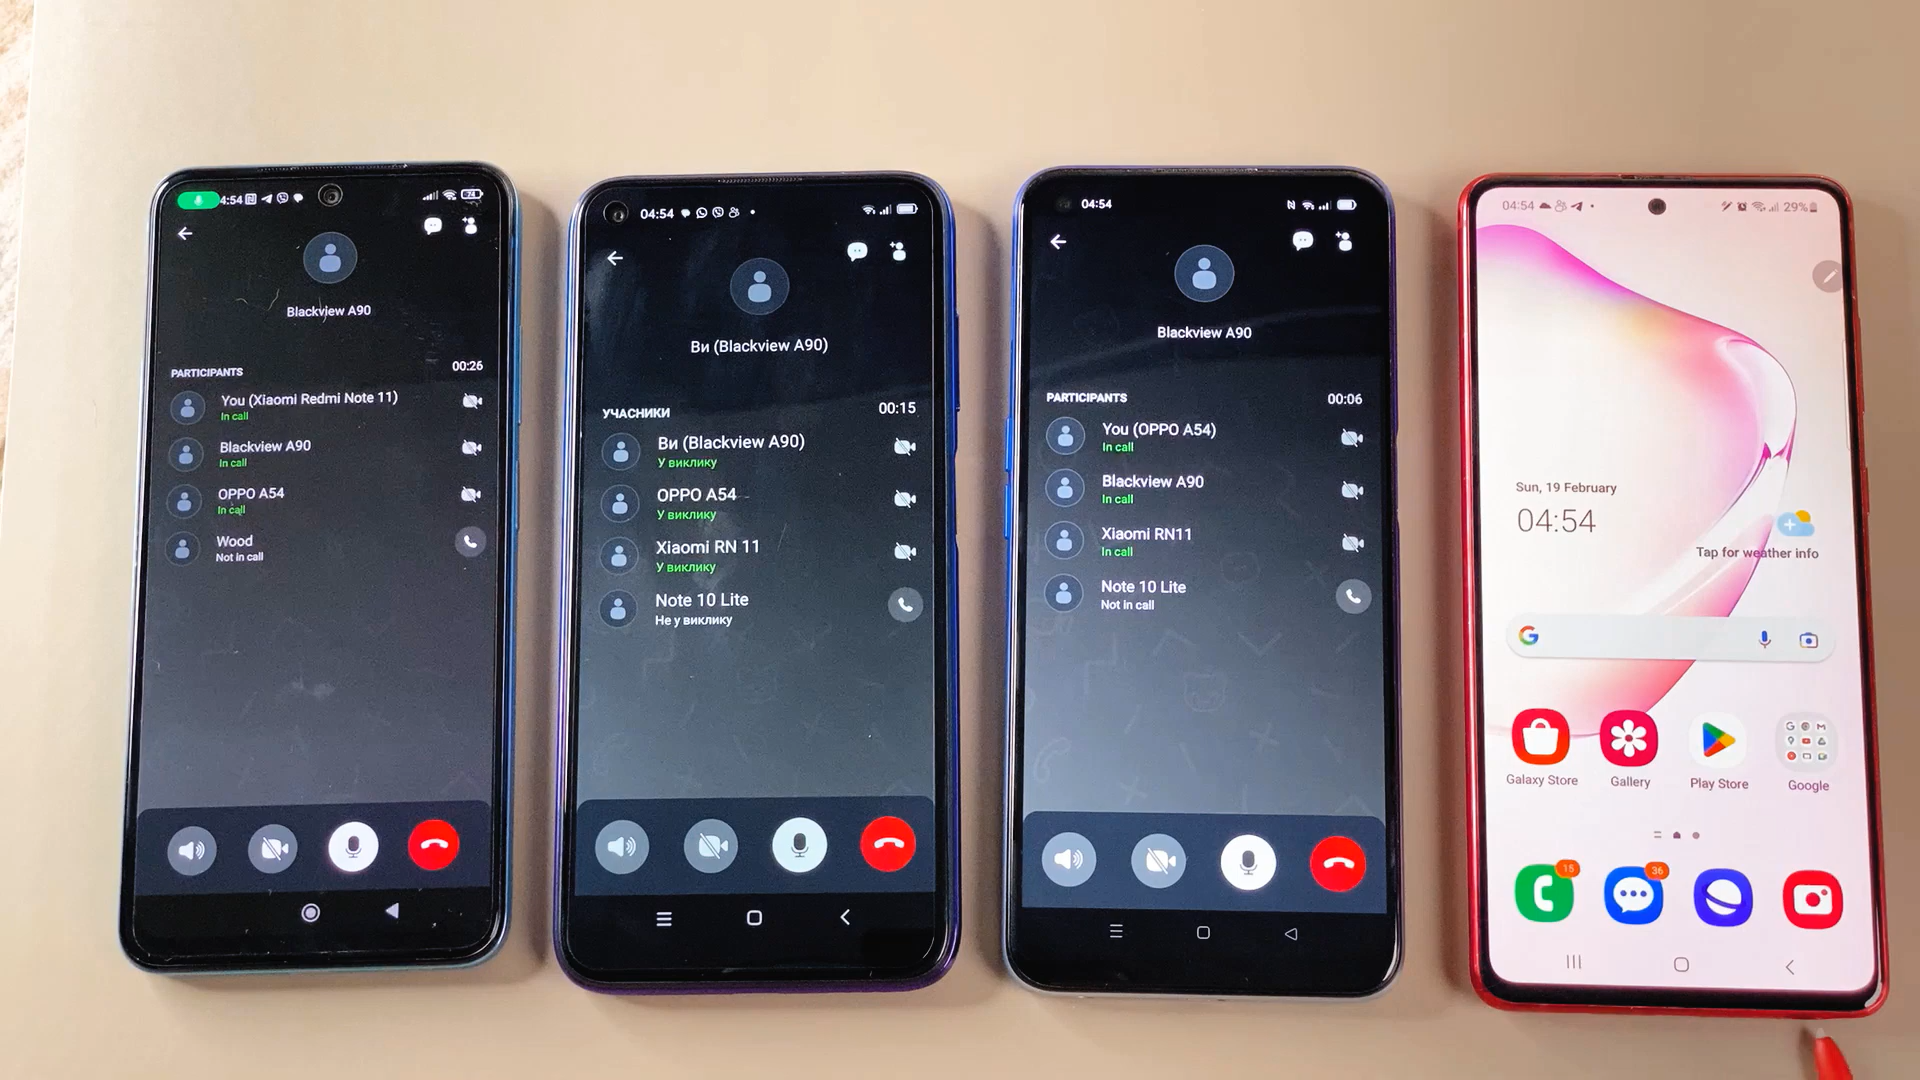 4:54
74
Blackview A90
PARTICIPANTS
00:26
You (Xiaomi Redmi Note 11)
In call
Blackview A90
In call
OPPO A54
In call
Wood
Not in call
04:54
Ви (Blackview A90)
УЧАСНИКИ
00:15
Ви (Blackview A90)
У виклику
OPPO A54
У виклику
Xiaomi RN 11
У виклику
Note 10 Lite
Не у виклику
04:54
Blackview A90
PARTICIPANTS
00:06
You (OPPO A54)
In call
Blackview A90
In call
Xiaomi RN11
In call
Note 10 Lite
Not in call
04:54
29%
Sun, 19 February
04:54
Tap for weather info
Galaxy Store
Gallery
Play Store
Google
15
36